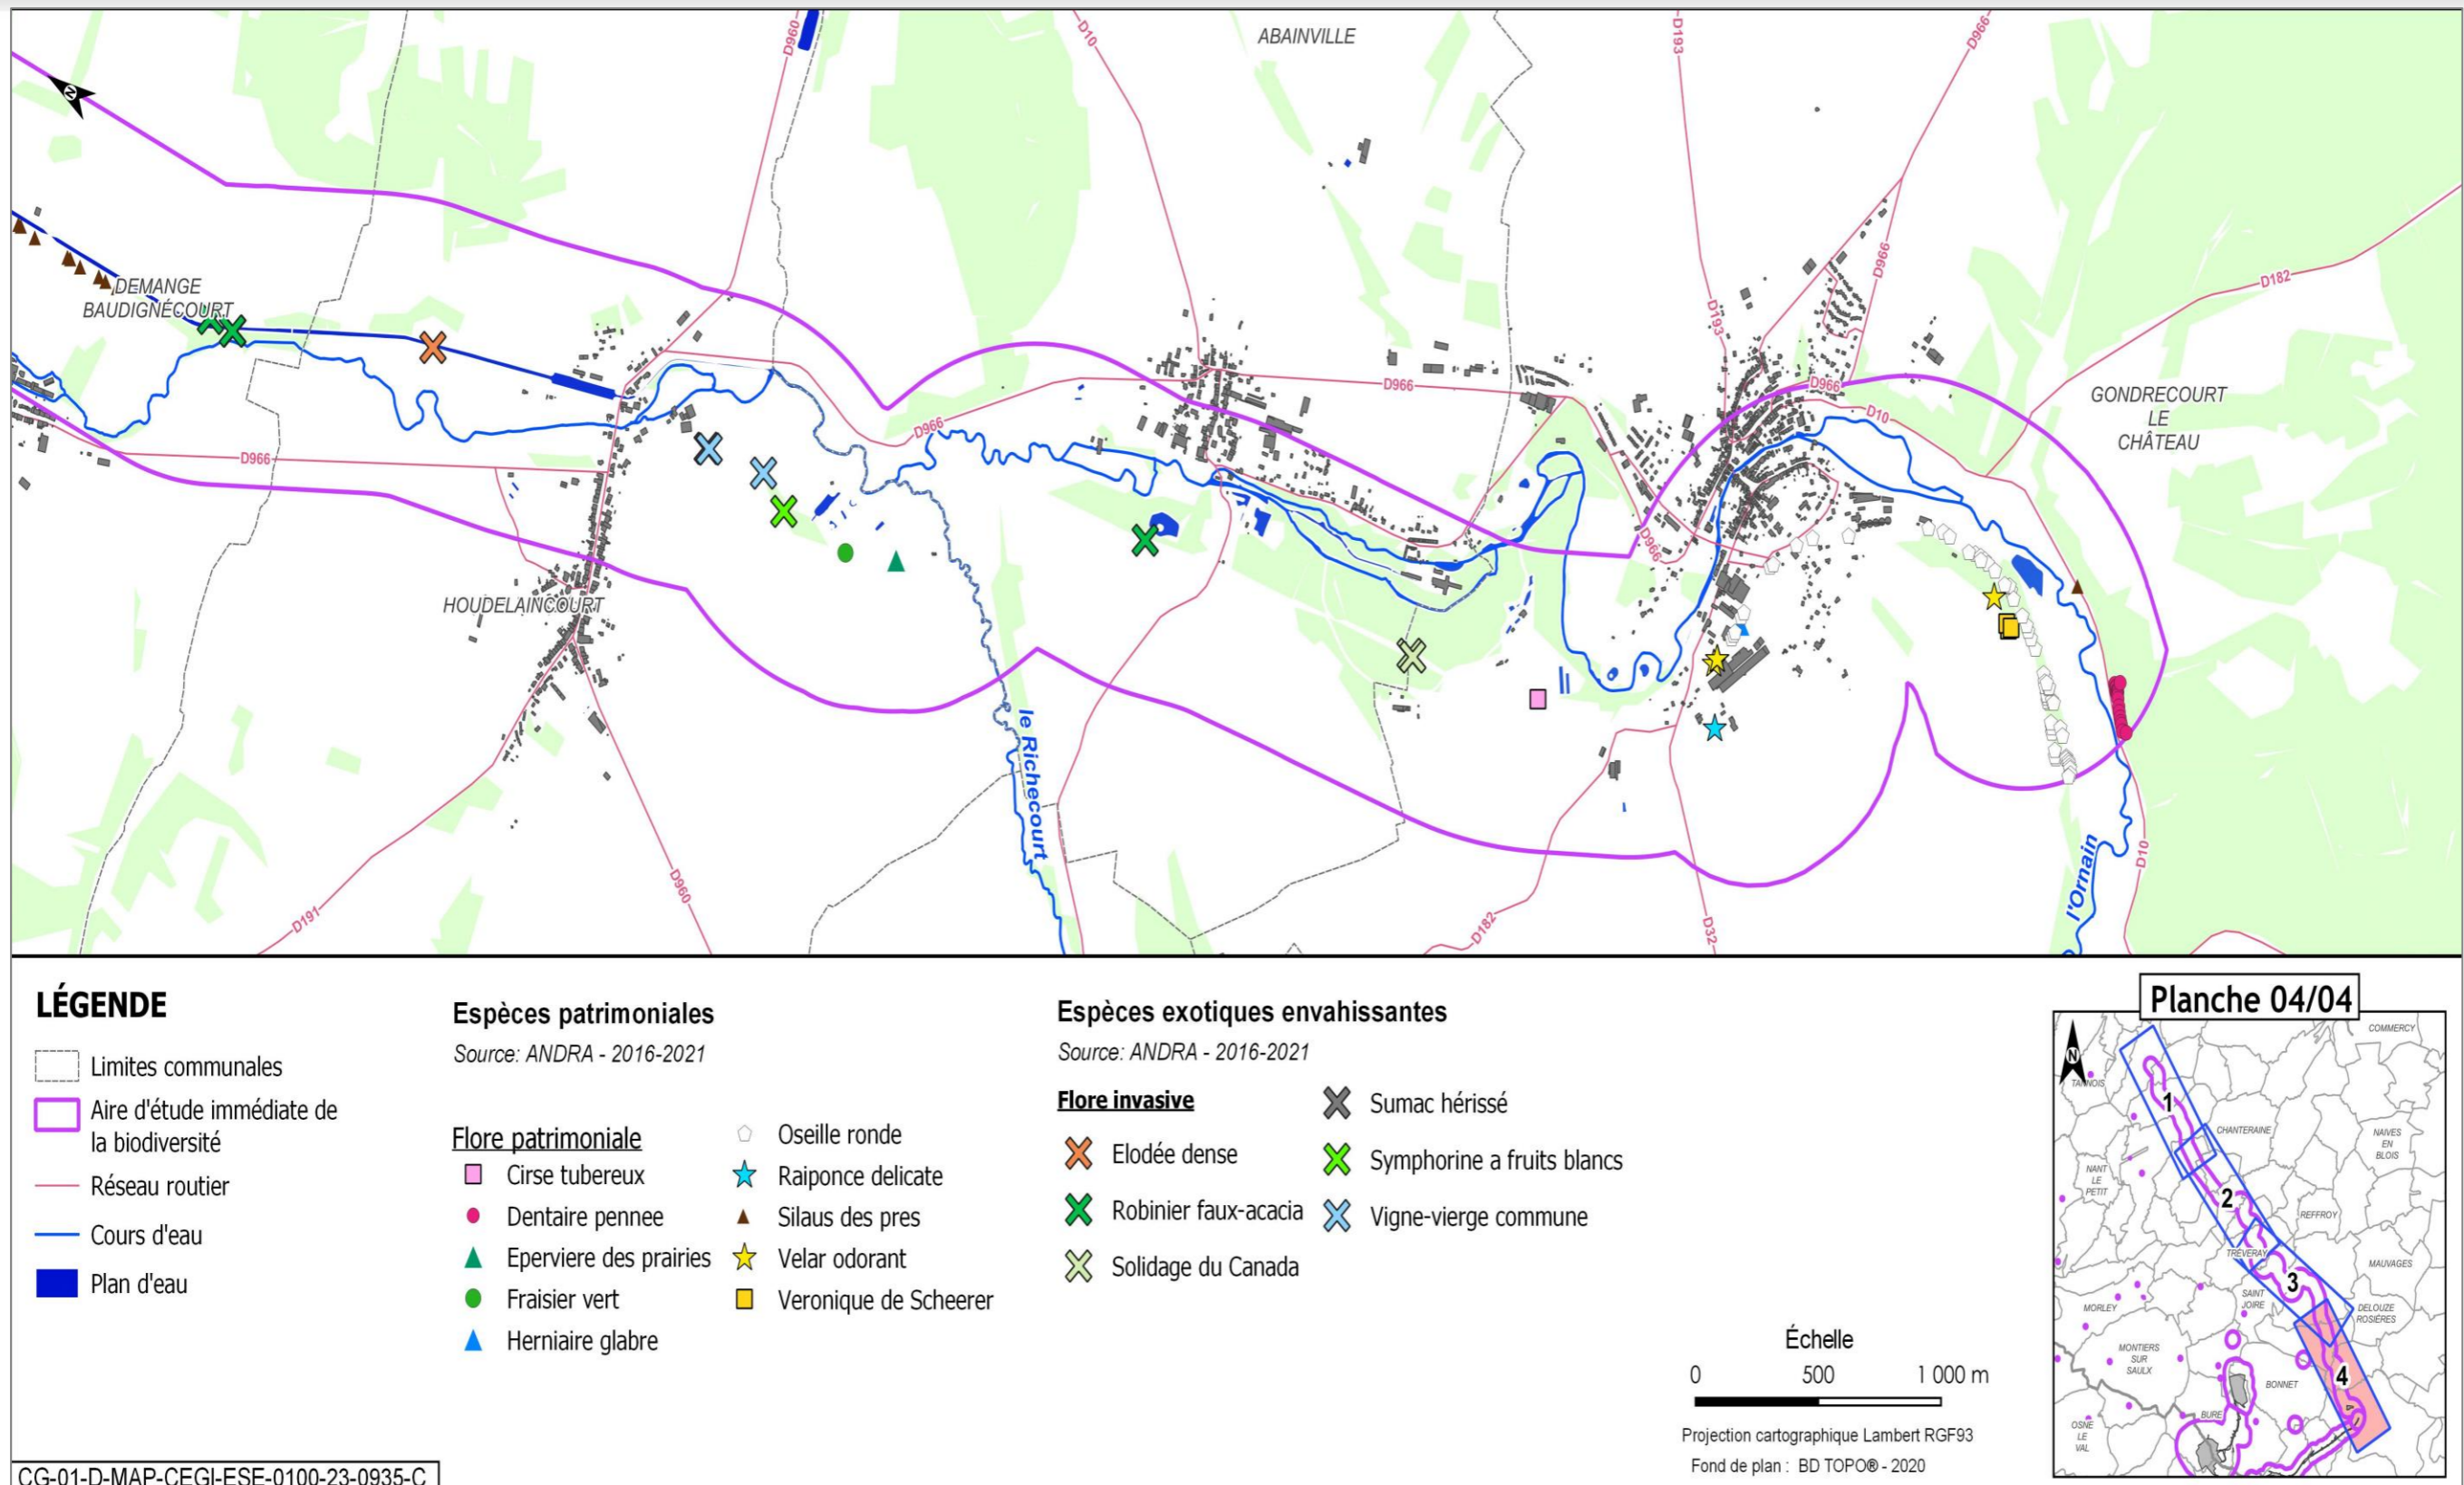 D960
D10
ABAINVILLE
D193
D966
N
D966
D182
DEMANGE
BAUDIGNÉCOURT
D193
D966
D966
D10
GONDRECOURT
LE
CHÂTEAU
D966
D966
D966
HOUDELAINCOURT
le Richecourt
D191
D960
D182
D32
l'Ornain
D10
LÉGENDE
Limites communales
Aire d'étude immédiate de
la biodiversité
Réseau routier
Cours d'eau
Plan d'eau
Espèces patrimoniales
Source: ANDRA - 2016-2021
Flore patrimoniale
Cirse tubereux
Dentaire pennee
Eperviere des prairies
Fraisier vert
Herniaire glabre
Oseille ronde
Raiponce delicate
Silaus des pres
Velar odorant
Veronique de Scheerer
Espèces exotiques envahissantes
Source: ANDRA - 2016-2021
Flore invasive
Elodée dense
Robinier faux-acacia
Solidage du Canada
Sumac hérissé
Symphorine a fruits blancs
Vigne-vierge commune
Échelle
0 500 1 000 m
Projection cartographique Lambert RGF93
Fond de plan : BD TOPO® - 2020
Planche 04/04
COMMERCY
N
TANNOIS
1
CHANTERAINE
NAIVES
EN
BLOIS
NANT
LE
PETIT
2
REFFROY
TRÉVERAY
MAUVAGES
3
SAINT
JOIRE
MORLEY
DELOUZE
ROSIÈRES
MONTIERS
SUR
SAULX
4
BONNET
BURE
OSNE
LE
VAL
CG-01-D-MAP-CEGI-ESE-0100-23-0935-C